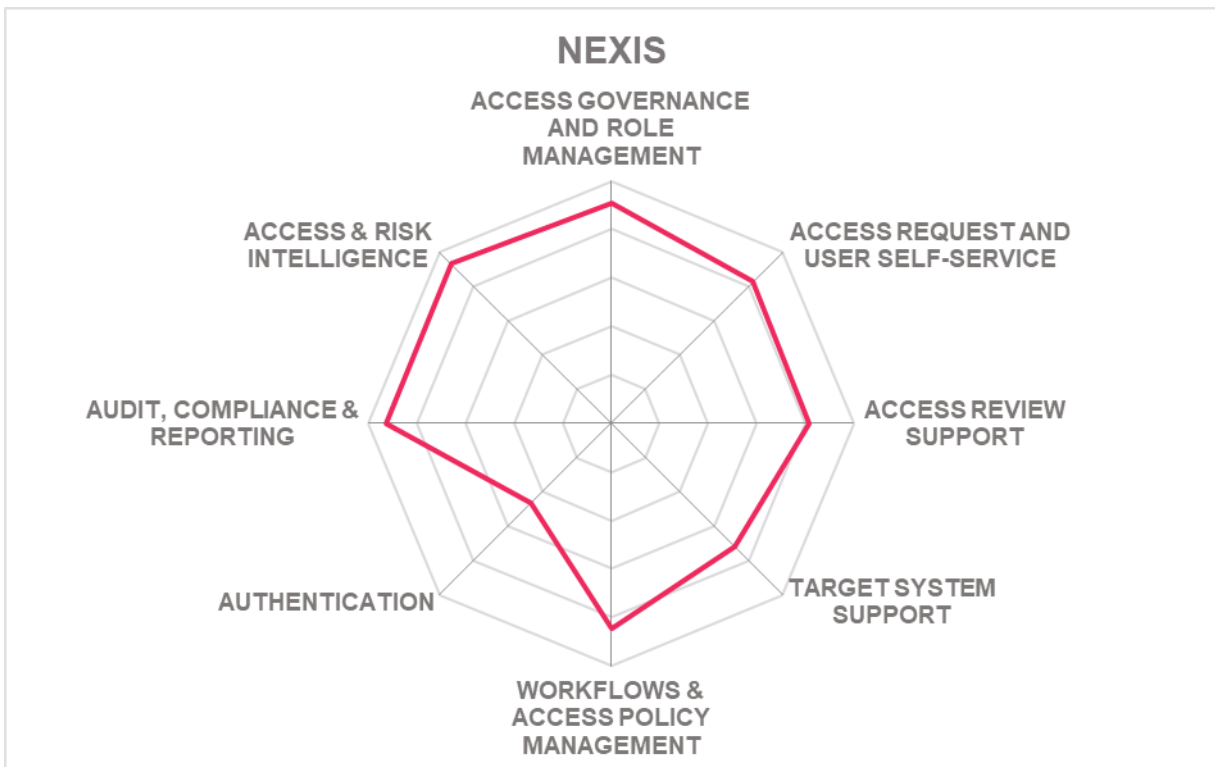 NEXIS
ACCESS GOVERNANCE
AND ROLE
MANAGEMENT
ACCESS & RISK
INTELLIGENCE
ACCESS REQUEST AND
USER SELF-SERVICE
AUDIT, COMPLIANCE &
REPORTING
ACCESS REVIEW
SUPPORT
AUTHENTICATION
TARGET SYSTEM
SUPPORT
WORKFLOWS &
ACCESS POLICY
MANAGEMENT